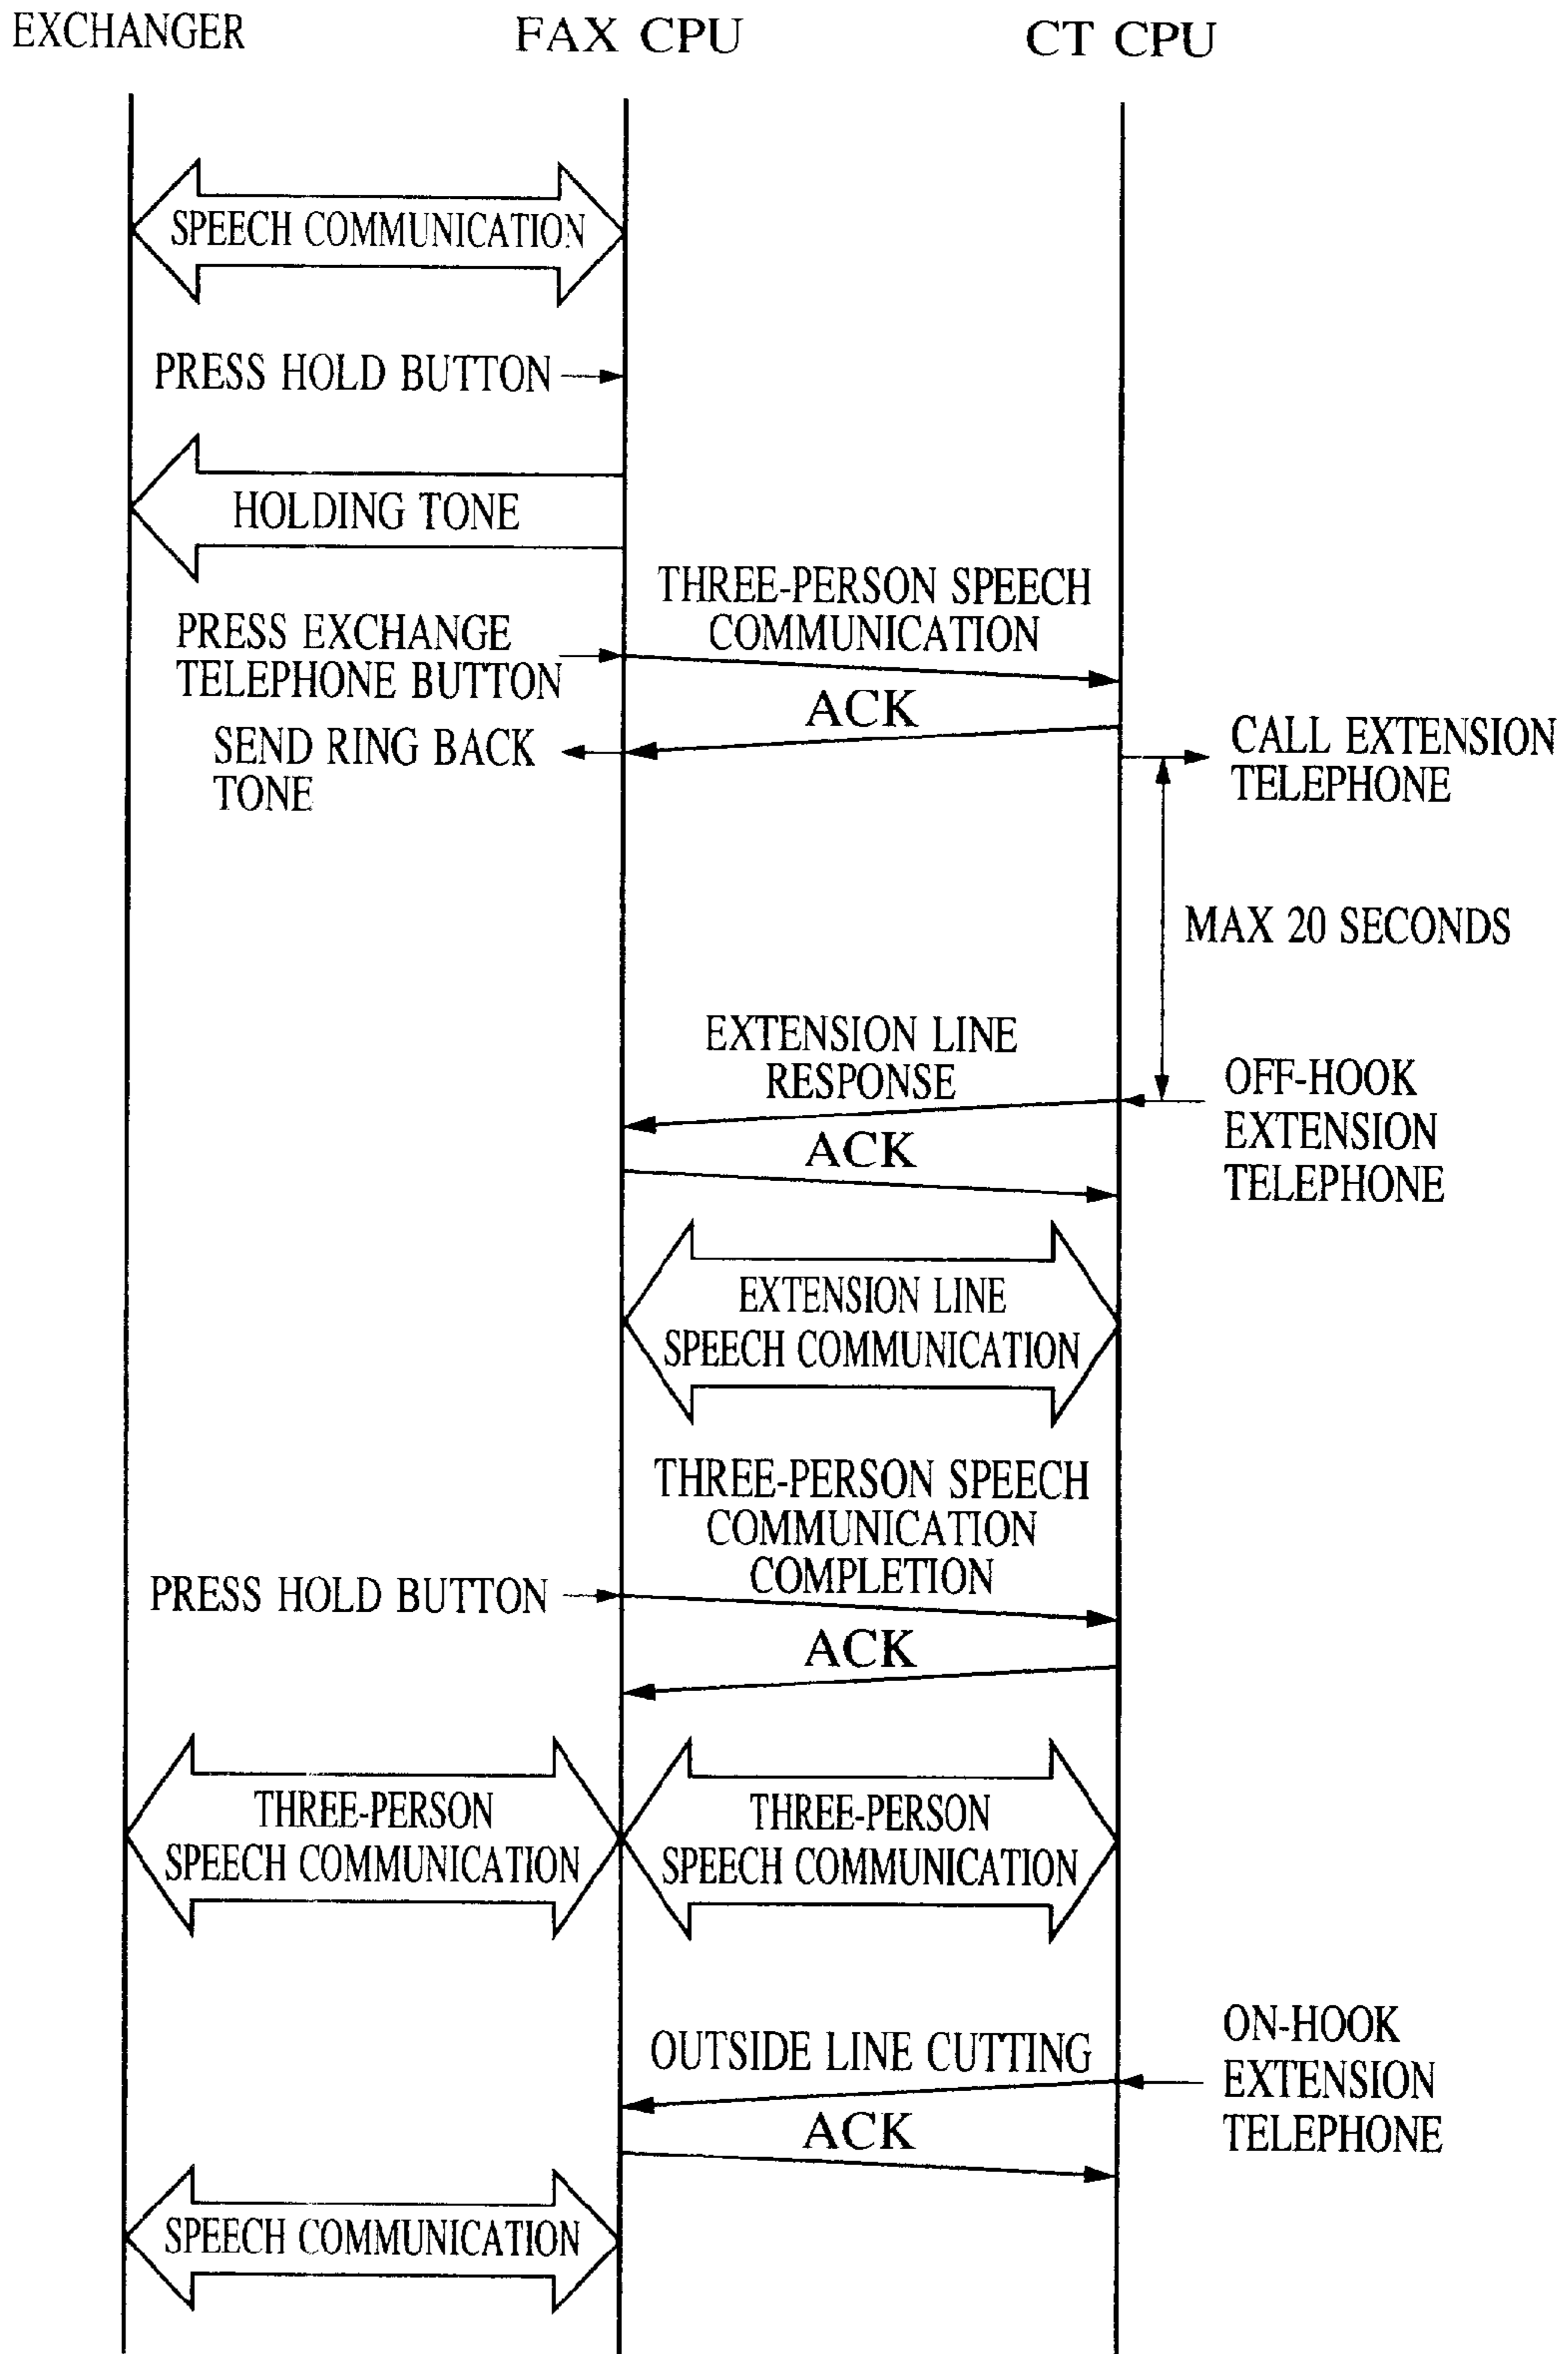 EXCHANGER
FAX CPU
CT CPU
SPEECH COMMUNICATION
PRESS HOLD BUTTON
HOLDING TONE
THREE-PERSON SPEECH
COMMUNICATION
PRESS EXCHANGE
TELEPHONE BUTTON
ACK
SEND RING BACK
TONE
CALL EXTENSION
TELEPHONE
MAX 20 SECONDS
EXTENSION LINE
RESPONSE
OFF-HOOK
EXTENSION
TELEPHONE
ACK
EXTENSION LINE
SPEECH COMMUNICATION
THREE-PERSON SPEECH
COMMUNICATION
COMPLETION
PRESS HOLD BUTTON
ACK
THREE-PERSON
SPEECH COMMUNICATION
THREE-PERSON
SPEECH COMMUNICATION
OUTSIDE LINE CUTTING
ON-HOOK
EXTENSION
TELEPHONE
ACK
SPEECH COMMUNICATION